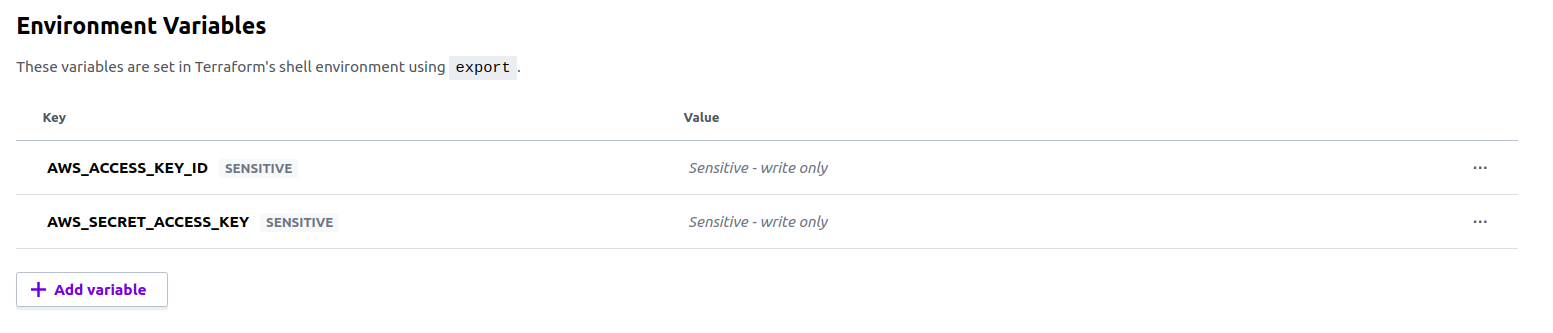 Environment Variables
These variables are set in Terraform's shell environment using export.
Key Value
AWS_ACCESS_KEY_ID SENSITIVE Sensitive - write only ...
AWS_SECRET_ACCESS_KEY SENSITIVE Sensitive - write only ...
+ Add variable